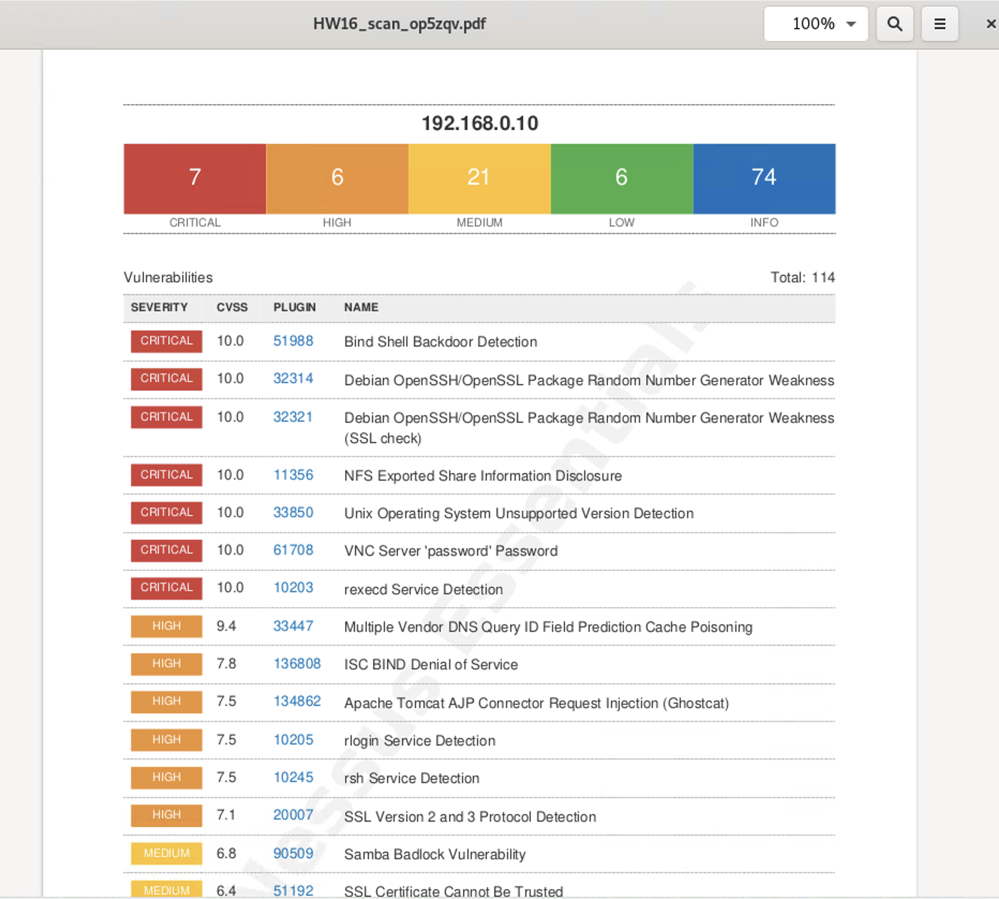 HW16_scan_op5zqv.pdf 100%
192.168.0.10
7 6 21 6 74
CRITICAL HIGH MEDIUM LOW INFO
Vulnerabilities Total: 114
SEVERITY CVSS PLUGIN NAME
CRITICAL 10.0 51988 Bind Shell Backdoor Detection
CRITICAL 10.0 32314 Debian OpenSSH/OpenSSL Package Random Number Generator Weakness
CRITICAL 10.0 32321 Debian OpenSSH/OpenSSL Package Random Number Generator Weakness
(SSL check)
CRITICAL 10.0 11356 NFS Exported Share Information Disclosure
CRITICAL 10.0 33850 Unix Operating System Unsupported Version Detection
CRITICAL 10.0 61708 VNC Server 'password' Password
CRITICAL 10.0 10203 rexecd Service Detection
HIGH 9.4 33447 Multiple Vendor DNS Query ID Field Prediction Cache Poisoning
HIGH 7.8 136808 ISC BIND Denial of Service
HIGH 7.5 134862 Apache Tomcat AJP Connector Request Injection (Ghostcat)
HIGH 7.5 10205 rlogin Service Detection
HIGH 7.5 10245 rsh Service Detection
HIGH 7.1 20007 SSL Version 2 and 3 Protocol Detection
MEDIUM 6.8 90509 Samba Badlock Vulnerability
MEDIUM 6.4 51192 SSL Certificate Cannot Be Trusted
Nessus Essentials